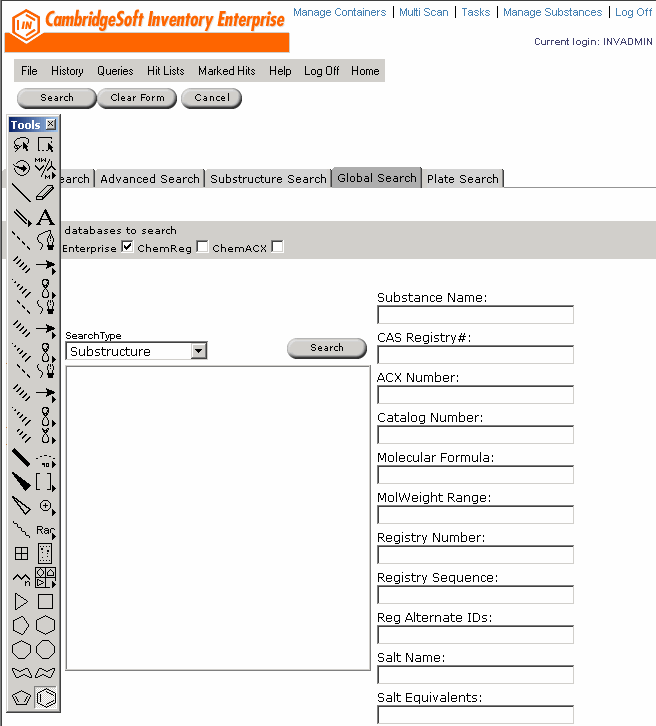 IN CambridgeSoft Inventory Enterprise
Manage Containers | Multi Scan | Tasks | Manage Substances | Log Off
Current login: INVADMIN
File History Queries Hit Lists Marked Hits Help Log Off Home
Search Clear Form Cancel
Tools
MW
M
earch Advanced Search Substructure Search Global Search Plate Search
A
databases to search
Enterprise ChemReg ChemACX
Substance Name:
SearchType
CAS Registry#:
Substructure Search
ACX Number:
Catalog Number:
Molecular Formula:
MolWeight Range:
Rac
Registry Number:
n
Registry Sequence:
Reg Alternate IDs:
Salt Name:
Salt Equivalents: